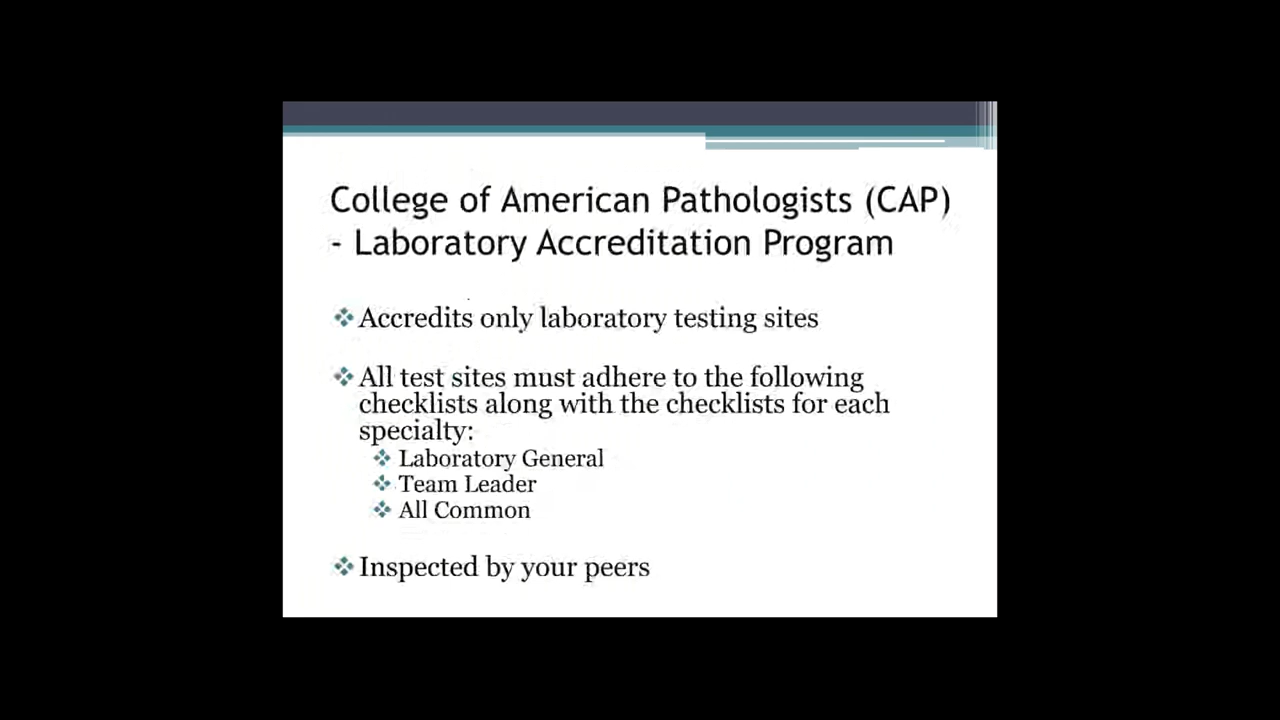 College of American Pathologists (CAP)
- Laboratory Accreditation Program
Accredits only laboratory testing sites
All test sites must adhere to the following
checklists along with the checklists for each
specialty:
Laboratory General
Team Leader
All Common
Inspected by your peers